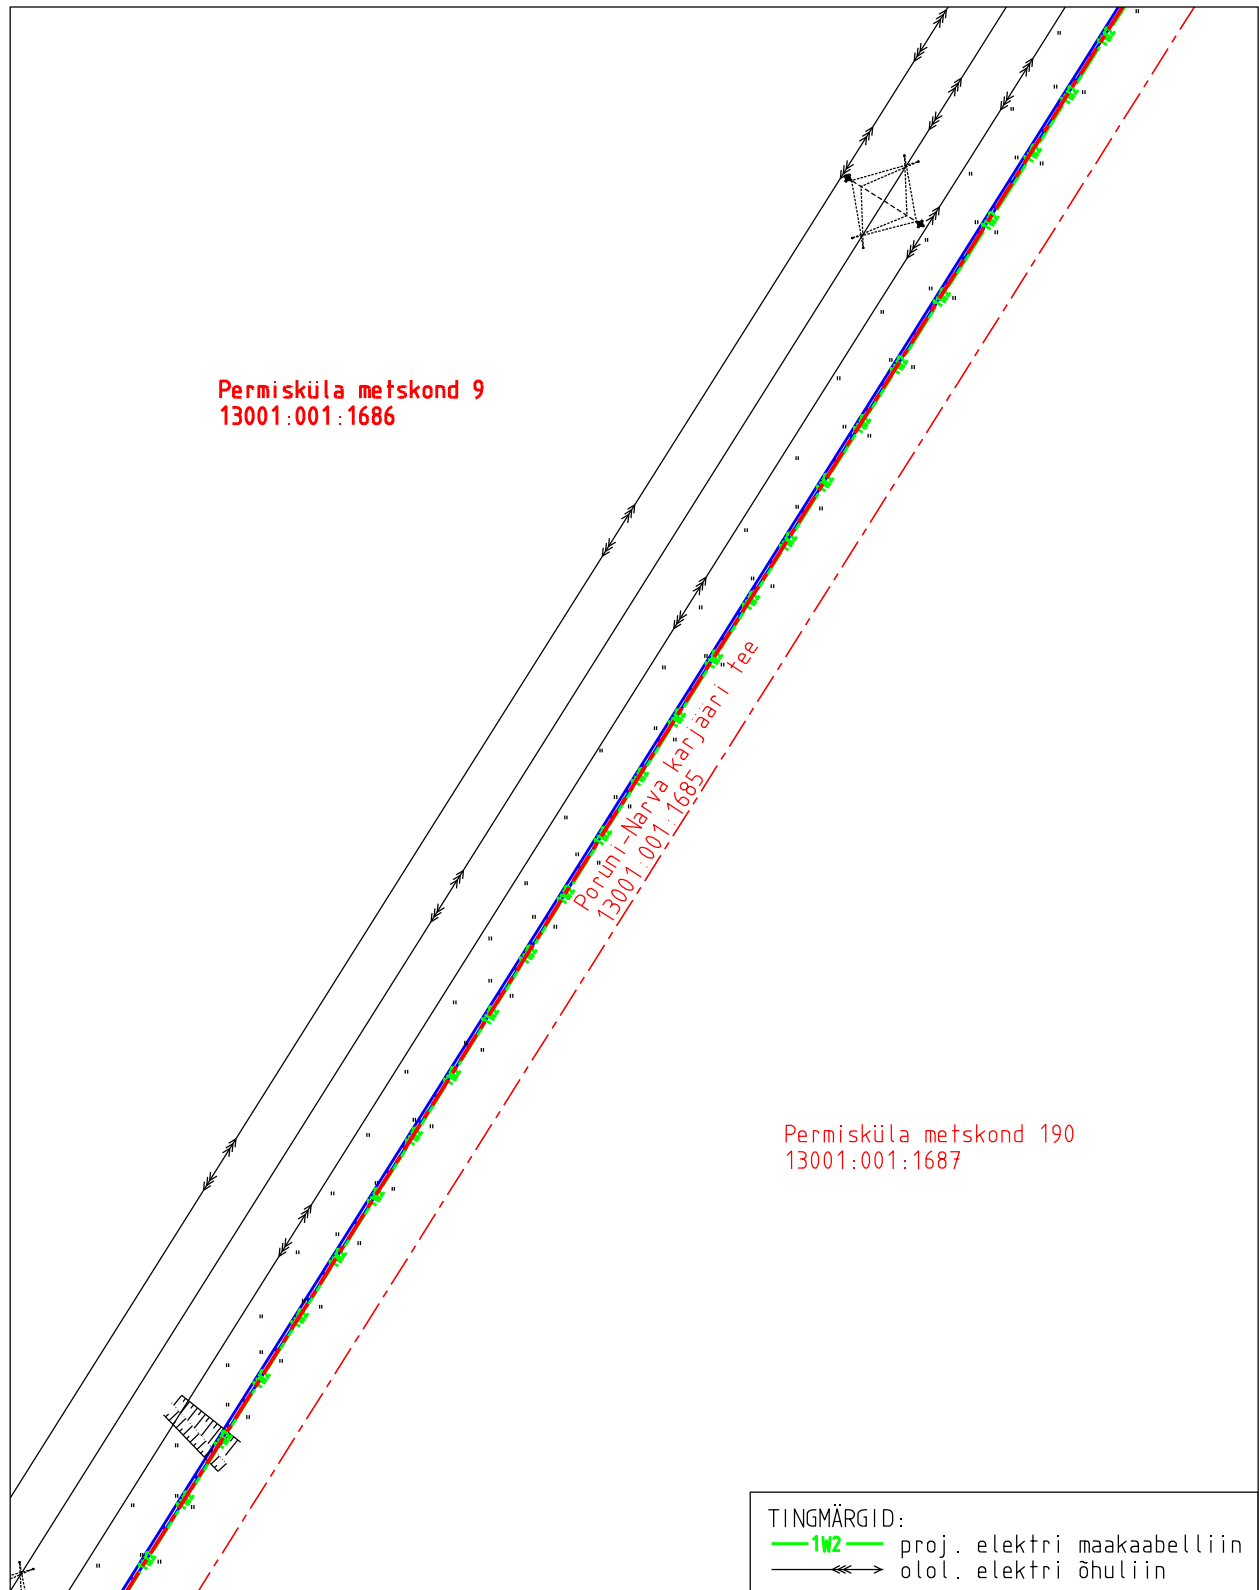 Permisküla metskond 9
13001:001:1686
Poruni-Narva karjääri tee
13001:001:1685
Permisküla metskond 190
13001:001:1687
TINGMÄRGID:
1W2 proj. elektri maakaabelliin
olol. elektri õhuliin